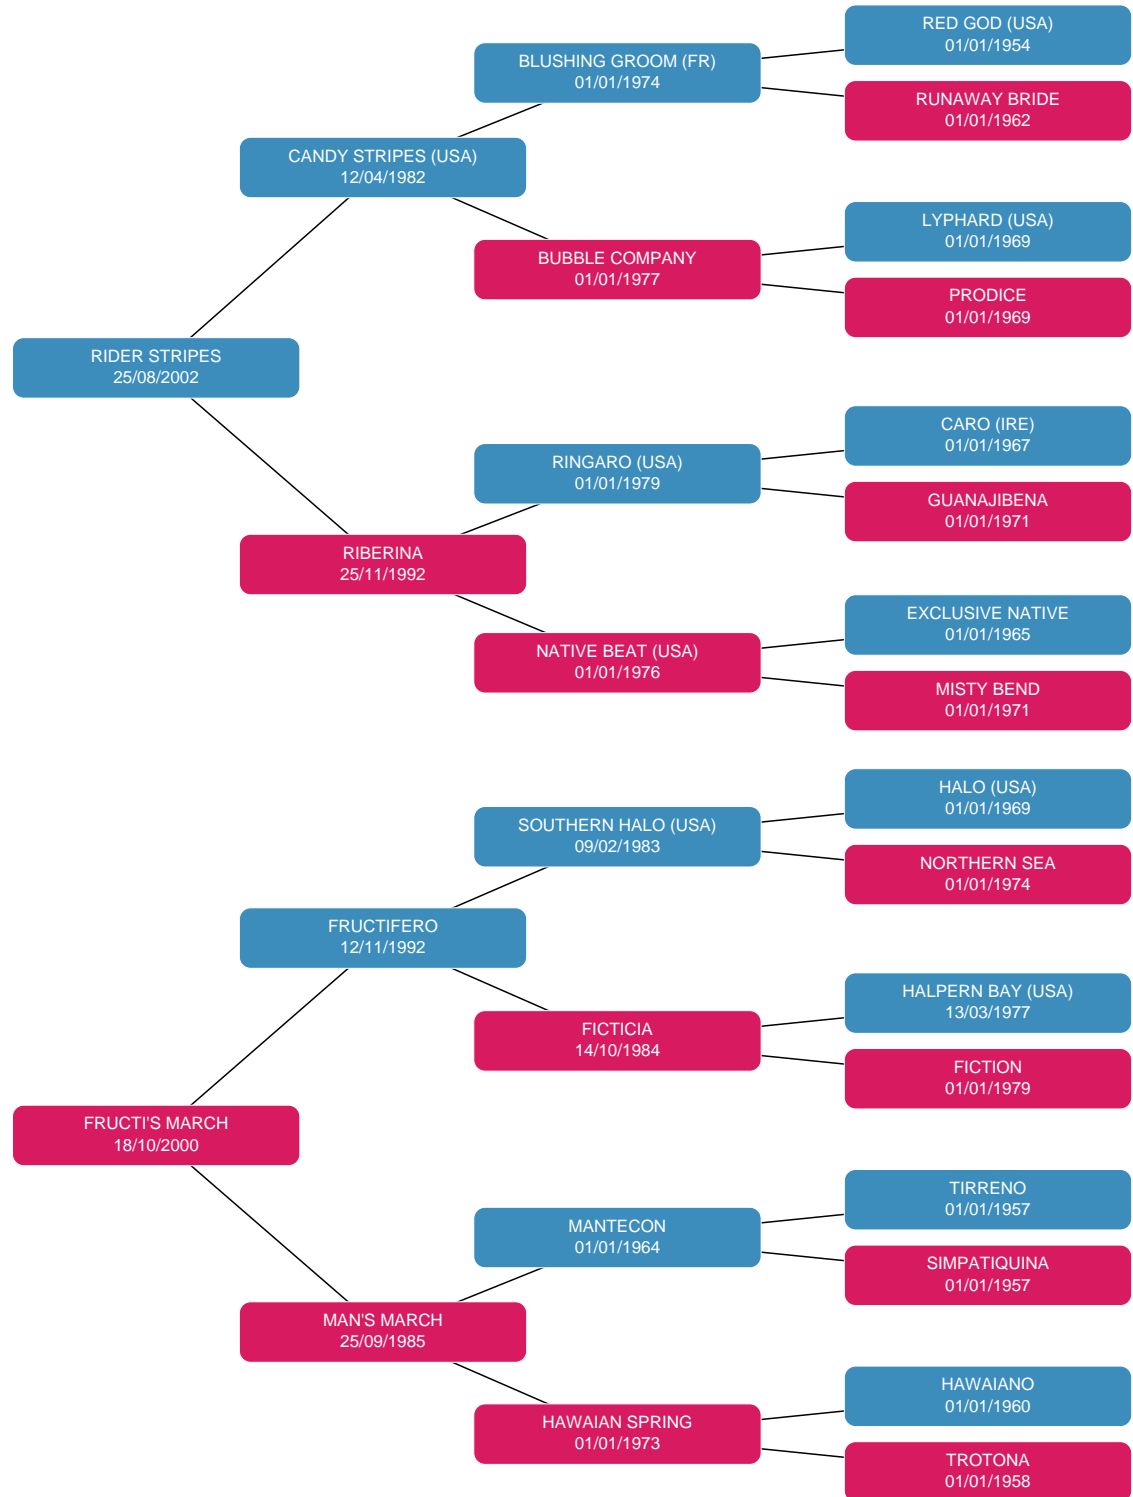 RED GOD (USA)
01/01/1954
BLUSHING GROOM (FR)
01/01/1974
RUNAWAY BRIDE
01/01/1962
CANDY STRIPES (USA)
12/04/1982
LYPHARD (USA)
01/01/1969
BUBBLE COMPANY
01/01/1977
PRODICE
01/01/1969
RIDER STRIPES
25/08/2002
CARO (IRE)
01/01/1967
RINGARO (USA)
01/01/1979
GUANAJIBENA
01/01/1971
RIBERINA
25/11/1992
EXCLUSIVE NATIVE
01/01/1965
NATIVE BEAT (USA)
01/01/1976
MISTY BEND
01/01/1971
HALO (USA)
01/01/1969
SOUTHERN HALO (USA)
09/02/1983
NORTHERN SEA
01/01/1974
FRUCTIFERO
12/11/1992
HALPERN BAY (USA)
13/03/1977
FICTICIA
14/10/1984
FICTION
01/01/1979
FRUCTI'S MARCH
18/10/2000
TIRRENO
01/01/1957
MANTECON
01/01/1964
SIMPATIQUINA
01/01/1957
MAN'S MARCH
25/09/1985
HAWAIANO
01/01/1960
HAWAIAN SPRING
01/01/1973
TROTONA
01/01/1958